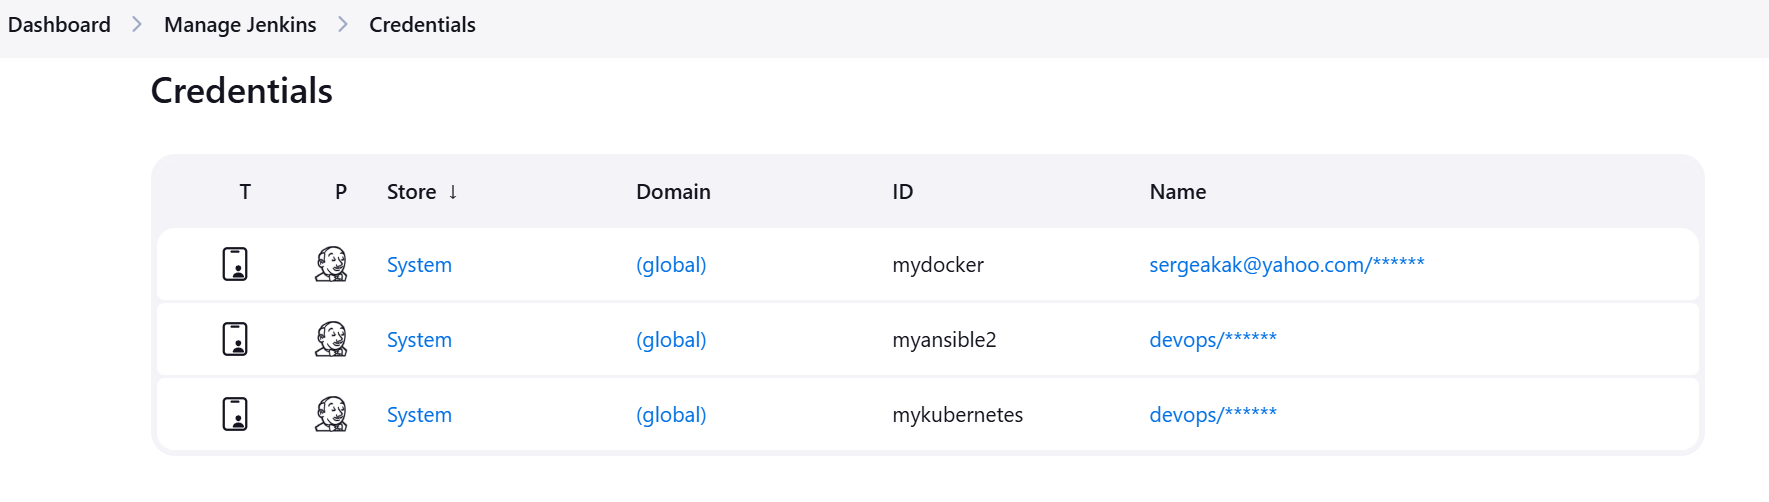 Dashboard > Manage Jenkins > Credentials
Credentials
T P Store ↓ Domain ID Name
System (global) mydocker sergeakak@yahoo.com/******
System (global) myansible2 devops/******
System (global) mykubernetes devops/******